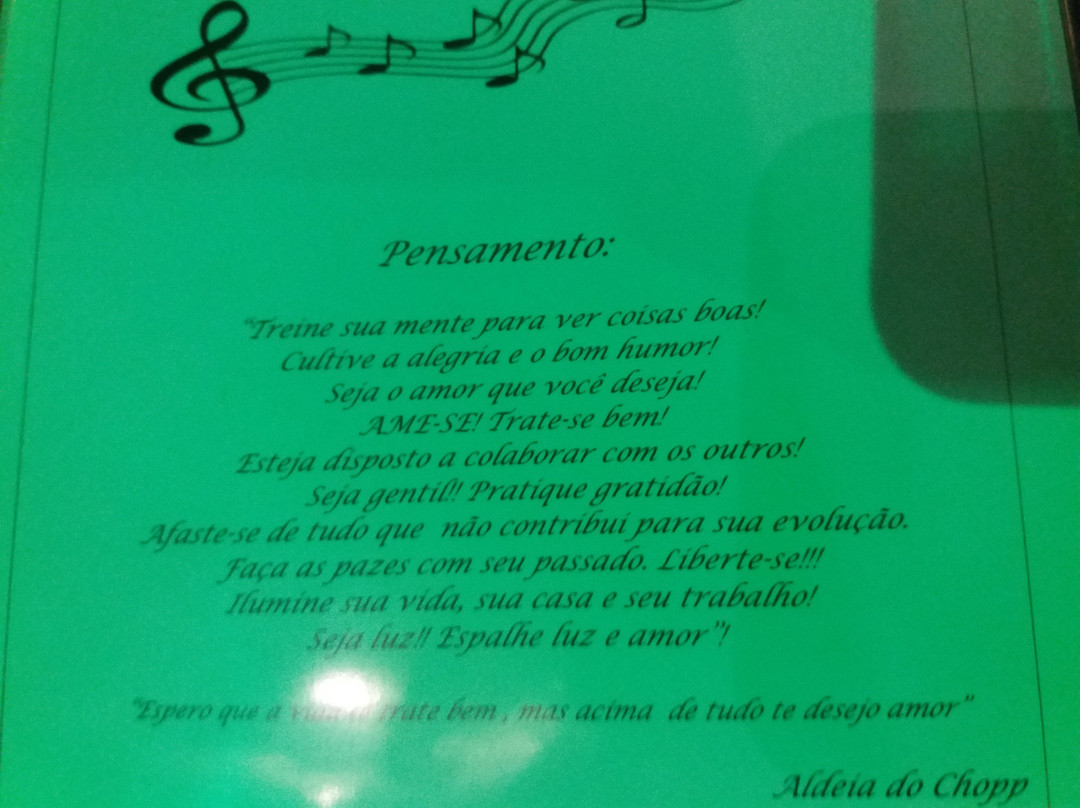 Pensamento:
"Treine sua mente para ver coisas boas!
Cultive a alegria e o bom humor!
Seja o amor que você deseja!
AME-SE! Trate-se bem!
Esteja disposto a colaborar com os outros!
Seja gentil!! Pratique gratidão!
Afaste-se de tudo que não contribui para sua evolução.
Faça as pazes com seu passado. Liberte-se!!!
Ilumine sua vida, sua casa e seu trabalho!
Seja luz!! Espalhe luz e amor"!
"Espero que a vida te trate bem, mas acima de tudo te desejo amor"
Aldeia do Chopp